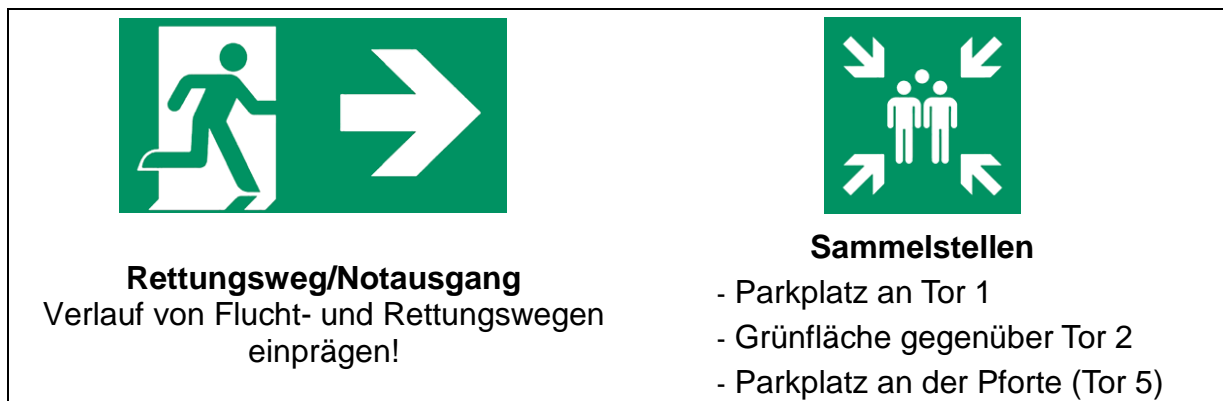 Rettungsweg/Notausgang
Verlauf von Flucht- und Rettungswegen
einprägen!
Sammelstellen
- Parkplatz an Tor 1
- Grünfläche gegenüber Tor 2
- Parkplatz an der Pforte (Tor 5)